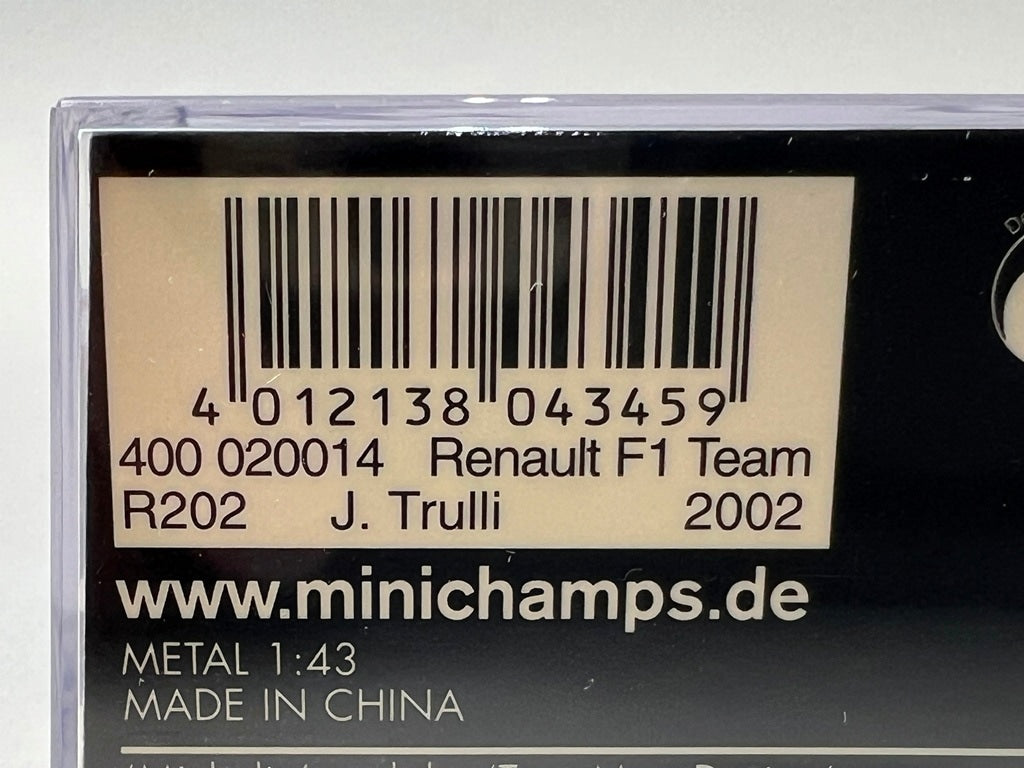 4 012138 043459
400 020014 Renault F1 Team
R202 J. Trulli 2002
www.minichamps.de
METAL 1:43
MADE IN CHINA